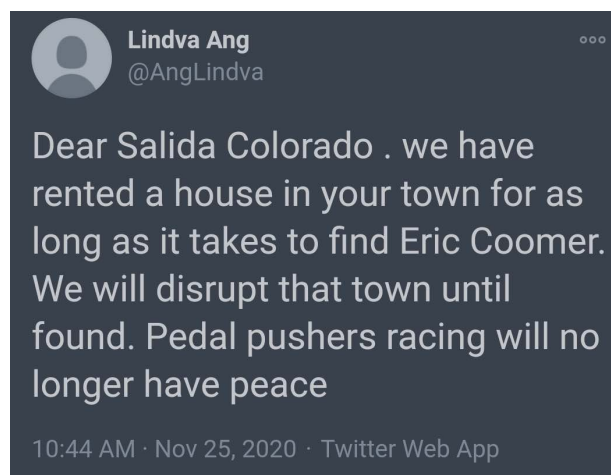 Lindva Ang
@AngLindva
Dear Salida Colorado . we have
rented a house in your town for as
long as it takes to find Eric Coomer.
We will disrupt that town until
found. Pedal pushers racing will no
longer have peace
10:44 AM · Nov 25, 2020 · Twitter Web App